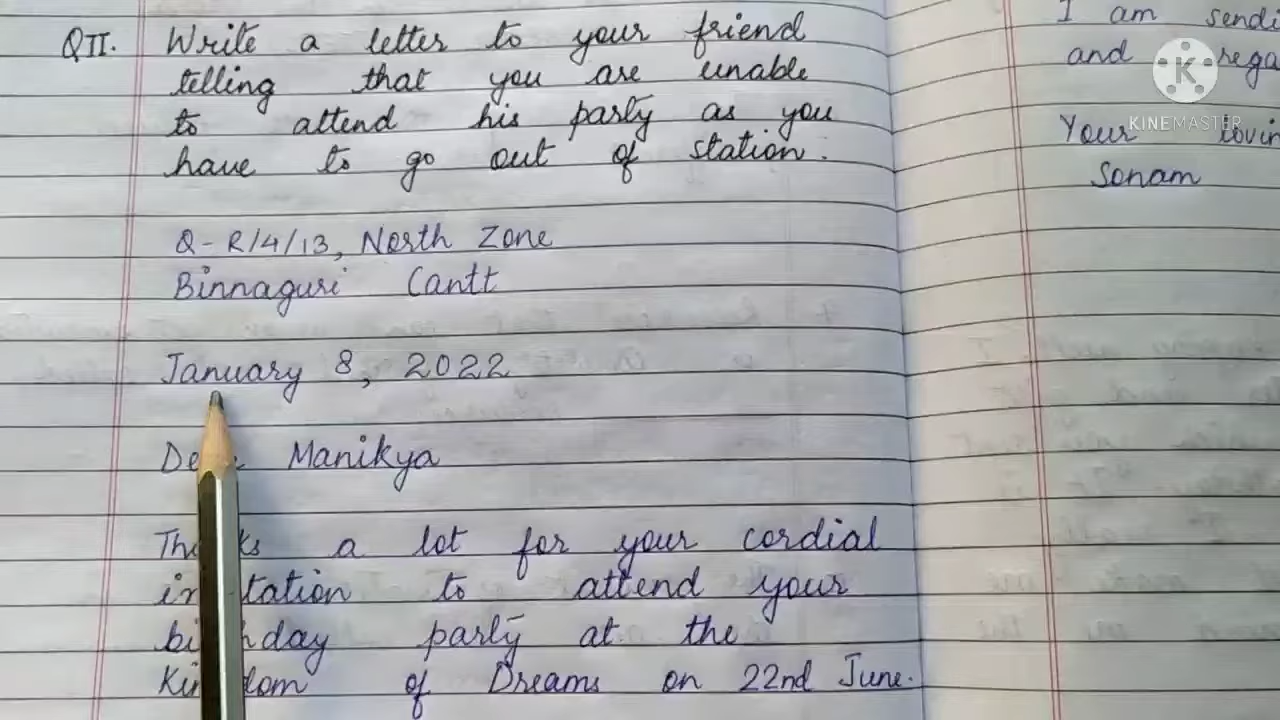 QII. Write a letter to your friend
telling that you are unable
to attend his party as you
have to go out of station.
Q-R/4/13, North Zone
Binnaguri Cantt
January 8, 2022
Manikya
a lot for your cordial
to attend your
party at the
of Dreams on 22nd June.
I am
and
Your
Sonam
KINEMASTER